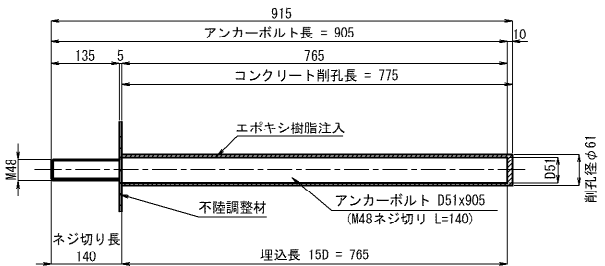 915
アンカーボルト長 = 905
135
5
765
10
コンクリート削孔長 = 775
エポキシ樹脂注入
M48
D51
削孔径φ61
アンカーボルト D51x905
(M48ネジ切り L=140)
不陸調整材
ネジ切り長
140
埋込長 15D = 765